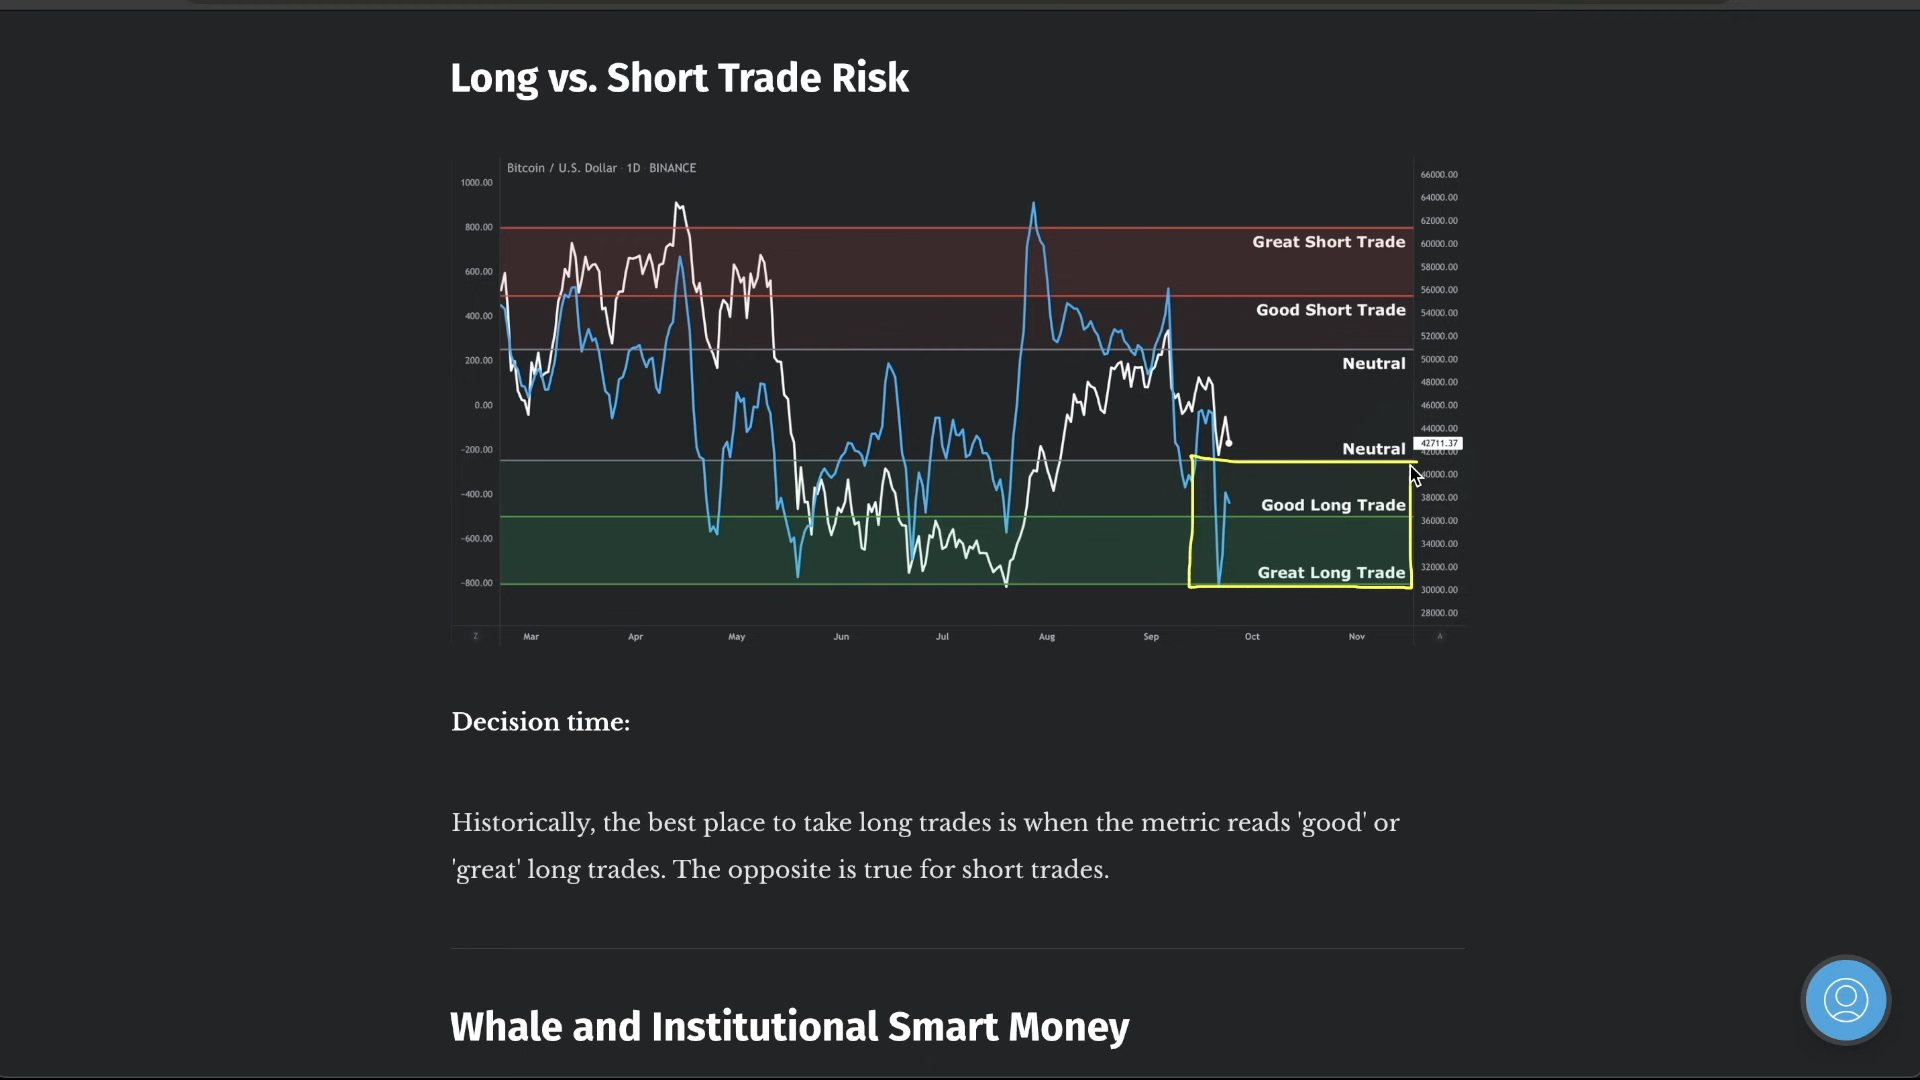 Long vs. Short Trade Risk
Bitcoin / U.S. Dollar · 1D · BINANCE
1000.00
800.00
600.00
400.00
200.00
0.00
-200.00
-400.00
-600.00
-800.00
Great Short Trade
Good Short Trade
Neutral
Neutral
Good Long Trade
Great Long Trade
66000.00
64000.00
62000.00
60000.00
58000.00
56000.00
54000.00
52000.00
50000.00
48000.00
46000.00
44000.00
42711.37
42000.00
40000.00
38000.00
36000.00
34000.00
32000.00
30000.00
28000.00
Z Mar Apr May Jun Jul Aug Sep Oct Nov A
Decision time:
Historically, the best place to take long trades is when the metric reads 'good' or
'great' long trades. The opposite is true for short trades.
Whale and Institutional Smart Money